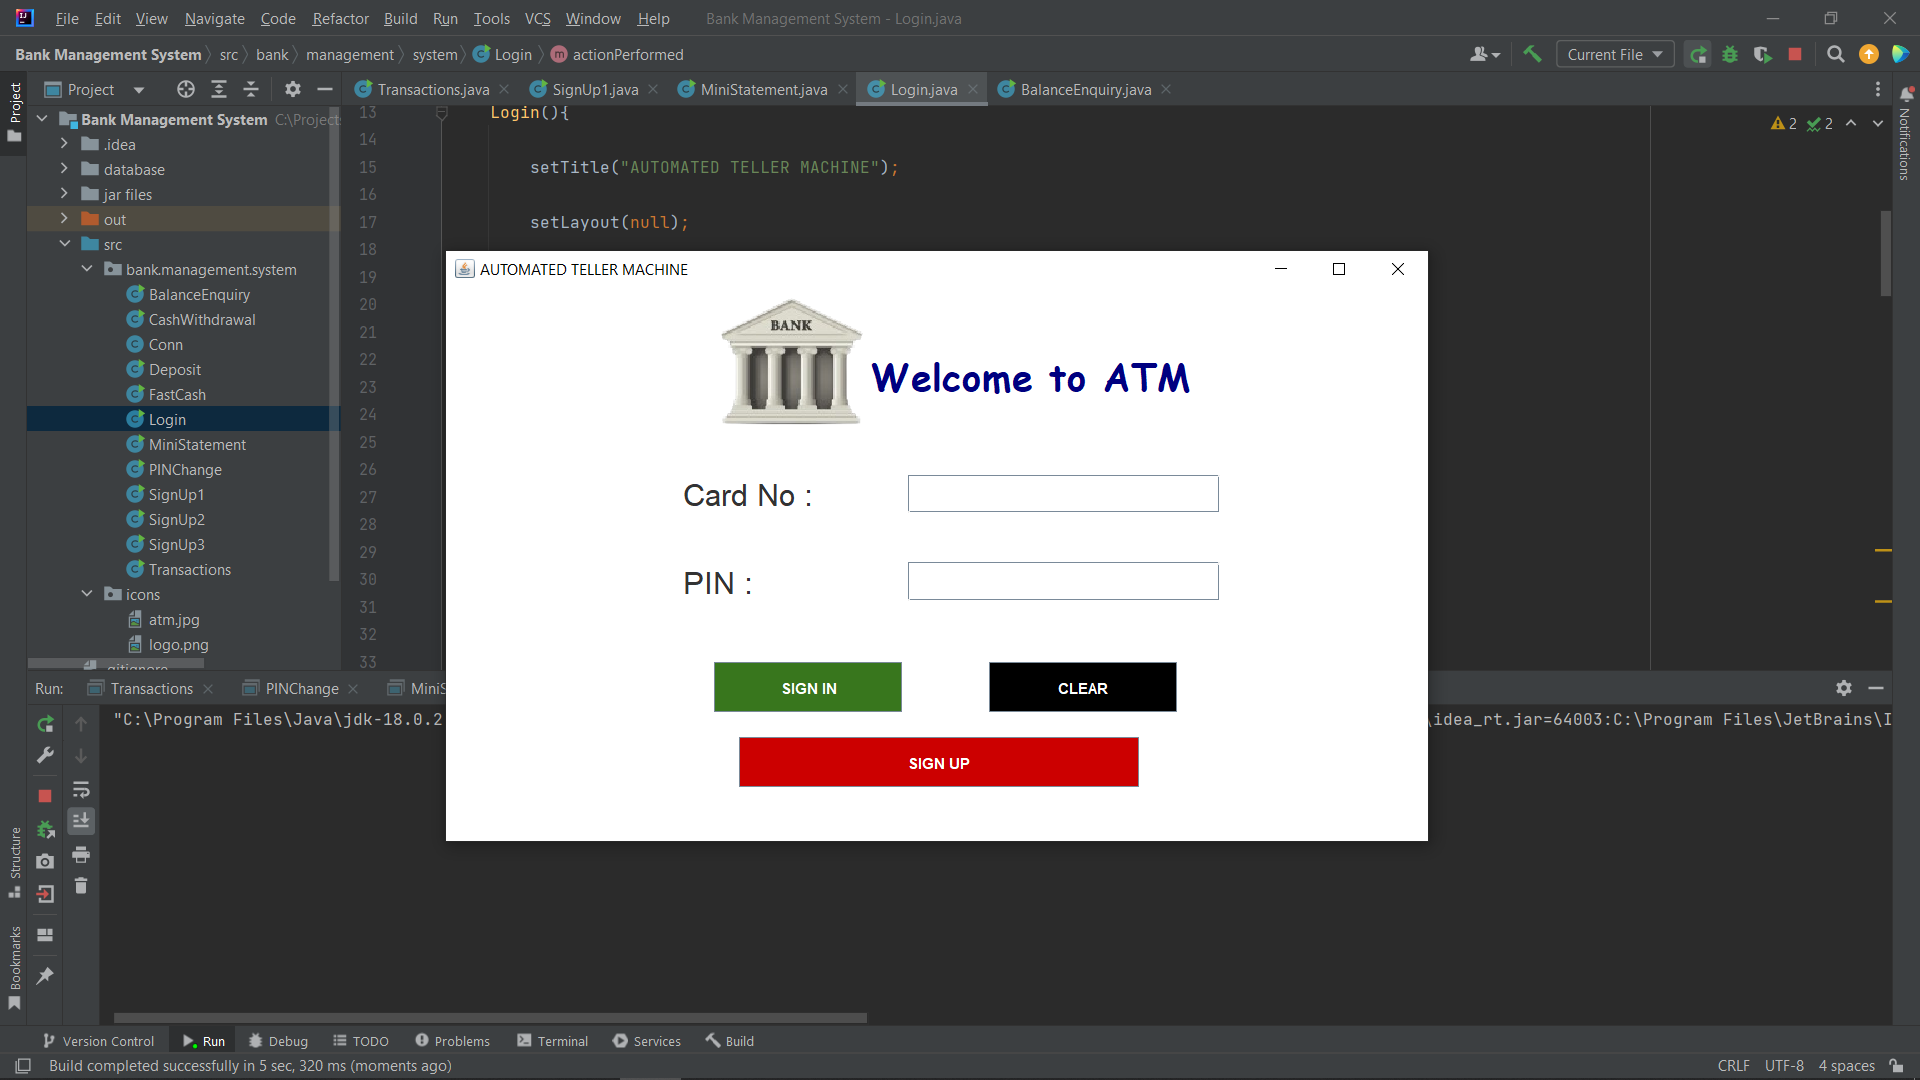 File Edit View Navigate Code Refactor Build Run Tools VCS Window Help Bank Management System - Login.java
Bank Management System src bank management system Login actionPerformed Current File
Project Transactions.java SignUp1.java MiniStatement.java Login.java BalanceEnquiry.java
Project
Notifications
Bank Management System C:\Projects
.idea
database
jar files
out
src
bank.management.system
BalanceEnquiry
CashWithdrawal
Conn
Deposit
FastCash
Login
MiniStatement
PINChange
SignUp1
SignUp2
SignUp3
Transactions
icons
atm.jpg
logo.png
.gitignore
2 2
13 Login(){
14
15 setTitle("AUTOMATED TELLER MACHINE");
16
17 setLayout(null);
18
19
20
21
22
23
24
25
26
27
28
29
30
31
32
33
AUTOMATED TELLER MACHINE
BANK
Welcome to ATM
Card No :
PIN :
SIGN IN CLEAR
SIGN UP
Run: Transactions PINChange MiniS
"C:\Program Files\Java\jdk-18.0.2 \idea_rt.jar=64003:C:\Program Files\JetBrains\I
Structure
Bookmarks
Version Control Run Debug TODO Problems Terminal Services Build
Build completed successfully in 5 sec, 320 ms (moments ago) CRLF UTF-8 4 spaces